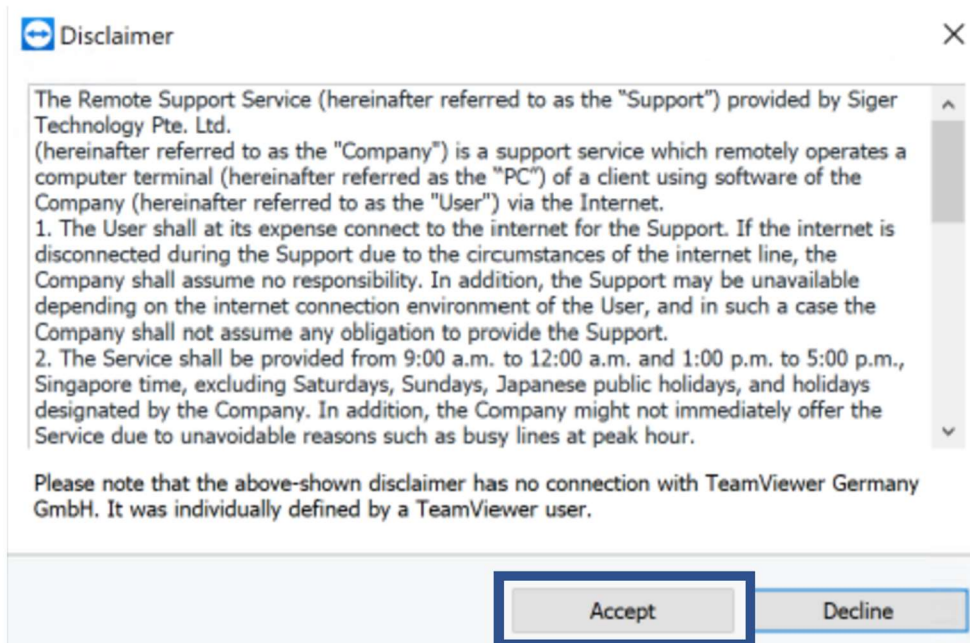 Disclaimer
The Remote Support Service (hereinafter referred to as the "Support") provided by Siger
Technology Pte. Ltd.
(hereinafter referred to as the "Company") is a support service which remotely operates a
computer terminal (hereinafter referred as the "PC") of a client using software of the
Company (hereinafter referred to as the "User") via the Internet.
1. The User shall at its expense connect to the internet for the Support. If the internet is
disconnected during the Support due to the circumstances of the internet line, the
Company shall assume no responsibility. In addition, the Support may be unavailable
depending on the internet connection environment of the User, and in such a case the
Company shall not assume any obligation to provide the Support.
2. The Service shall be provided from 9:00 a.m. to 12:00 a.m. and 1:00 p.m. to 5:00 p.m.,
Singapore time, excluding Saturdays, Sundays, Japanese public holidays, and holidays
designated by the Company. In addition, the Company might not immediately offer the
Service due to unavoidable reasons such as busy lines at peak hour.
Please note that the above-shown disclaimer has no connection with TeamViewer Germany
GmbH. It was individually defined by a TeamViewer user.
Accept
Decline